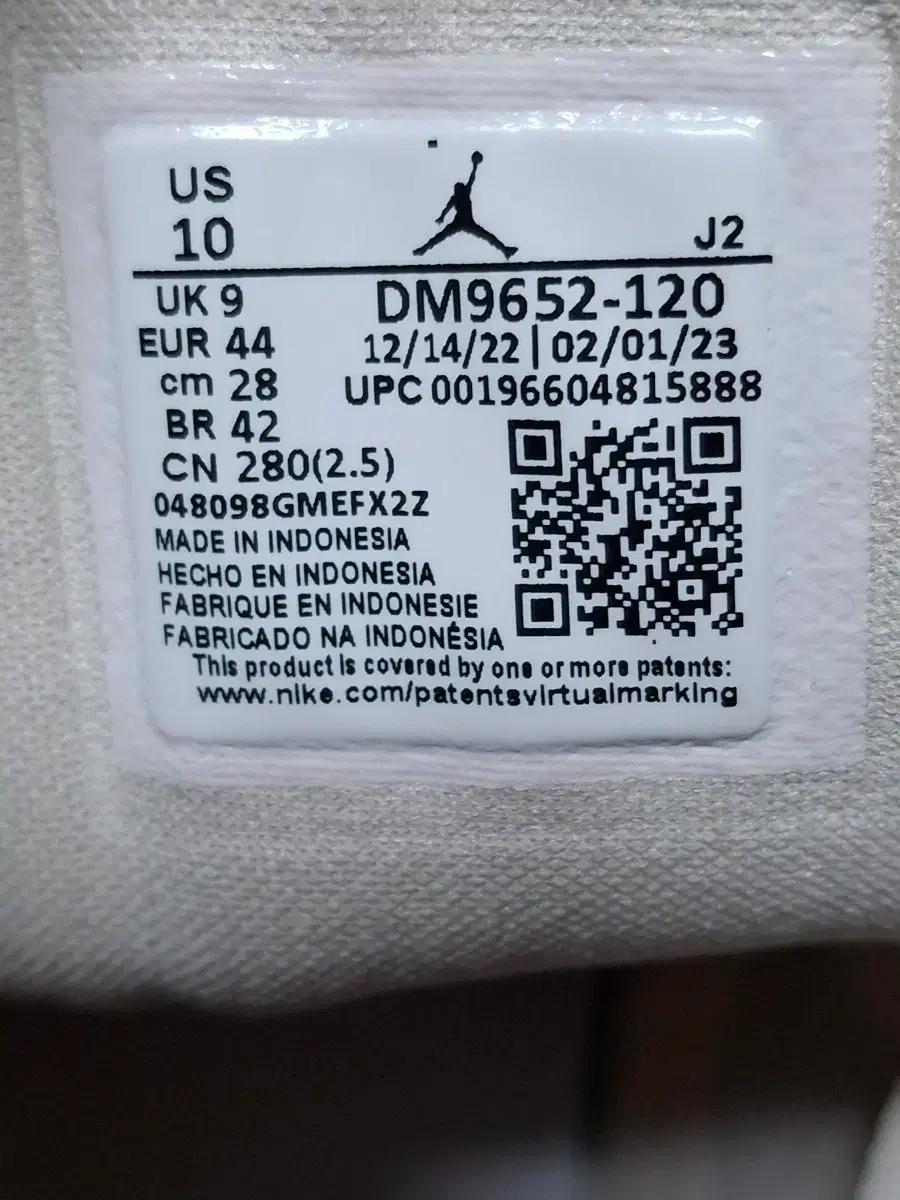 US
10
J2
UK 9
DM9652-120
EUR 44
12/14/22 | 02/01/23
cm 28
UPC 00196604815888
BR 42
CN 280(2.5)
048098GMEFX2Z
MADE IN INDONESIA
HECHO EN INDONESIA
FABRIQUE EN INDONESIE
FABRICADO NA INDONÉSIA
This product is covered by one or more patents:
www.nike.com/patentsvirtualmarking